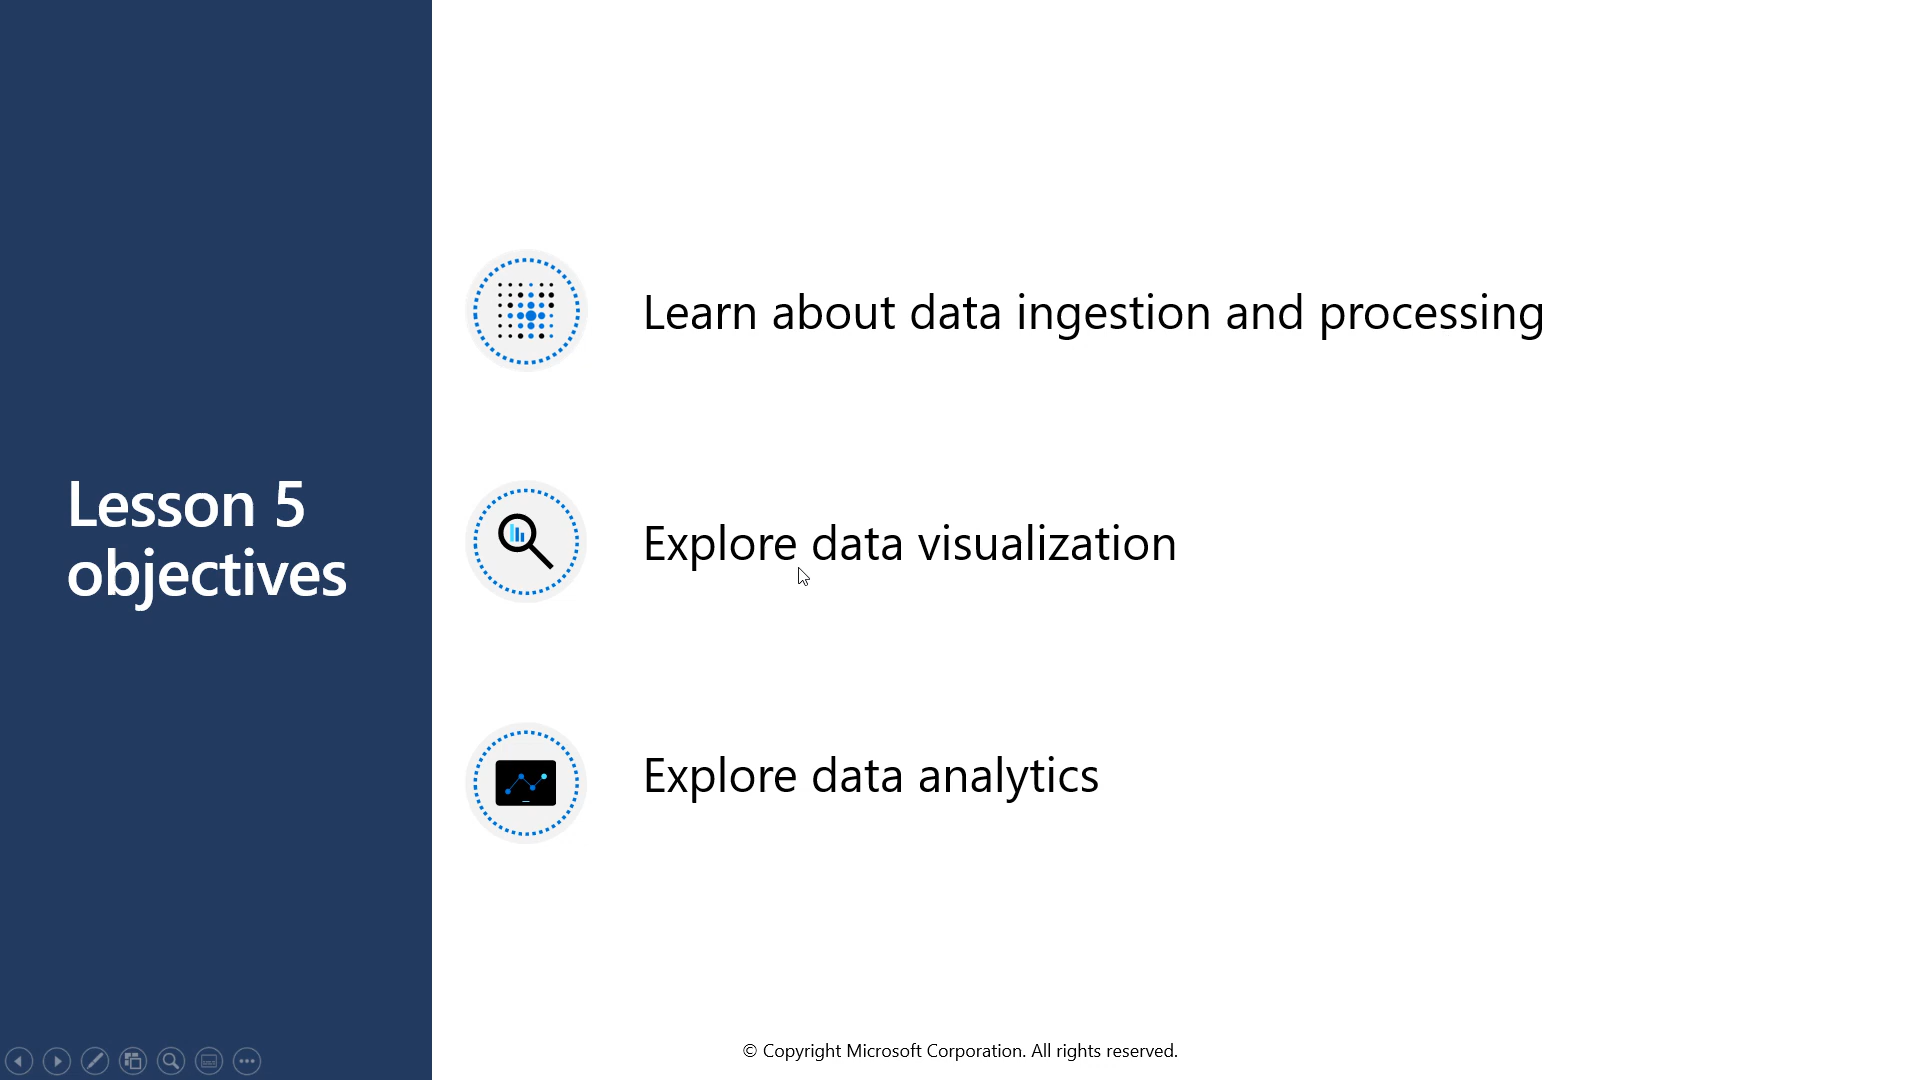 Lesson 5
objectives
Learn about data ingestion and processing
Explore data visualization
Explore data analytics
© Copyright Microsoft Corporation. All rights reserved.